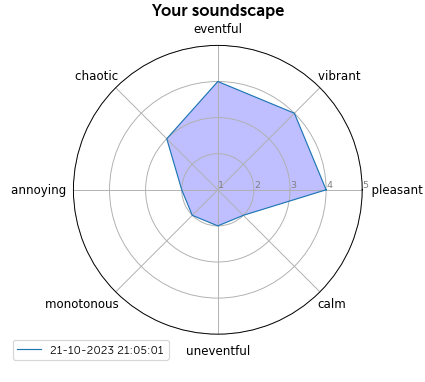 Your soundscape
eventful
chaotic
vibrant
annoying
1 2 3 4 5
pleasant
monotonous
calm
uneventful
21-10-2023 21:05:01